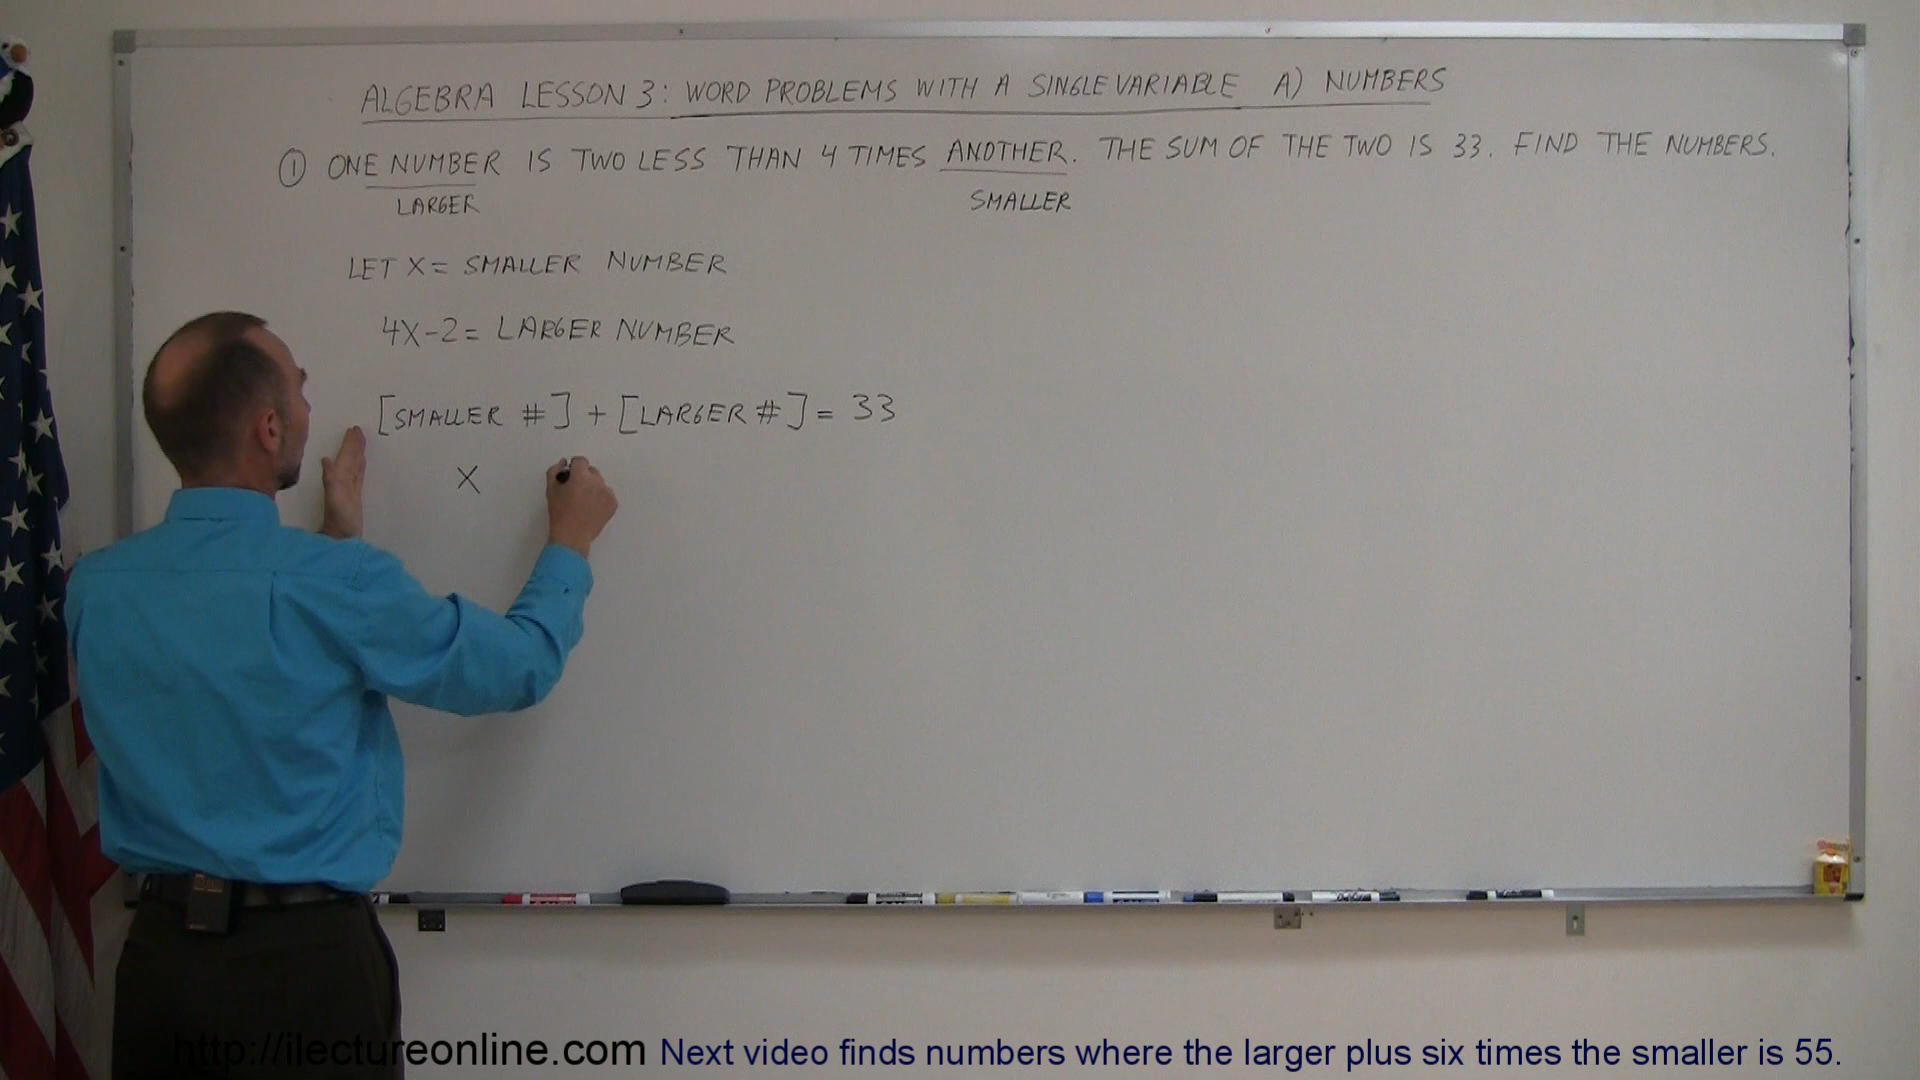 ALGEBRA LESSON 3: WORD PROBLEMS WITH A SINGLE VARIABLE A) NUMBERS
① ONE NUMBER IS TWO LESS THAN 4 TIMES ANOTHER. THE SUM OF THE TWO IS 33. FIND THE NUMBERS.
LARGER SMALLER
LET X = SMALLER NUMBER
4X-2 = LARGER NUMBER
[SMALLER #] + [LARGER #] = 33
X
http://ilectureonline.com Next video finds numbers where the larger plus six times the smaller is 55.